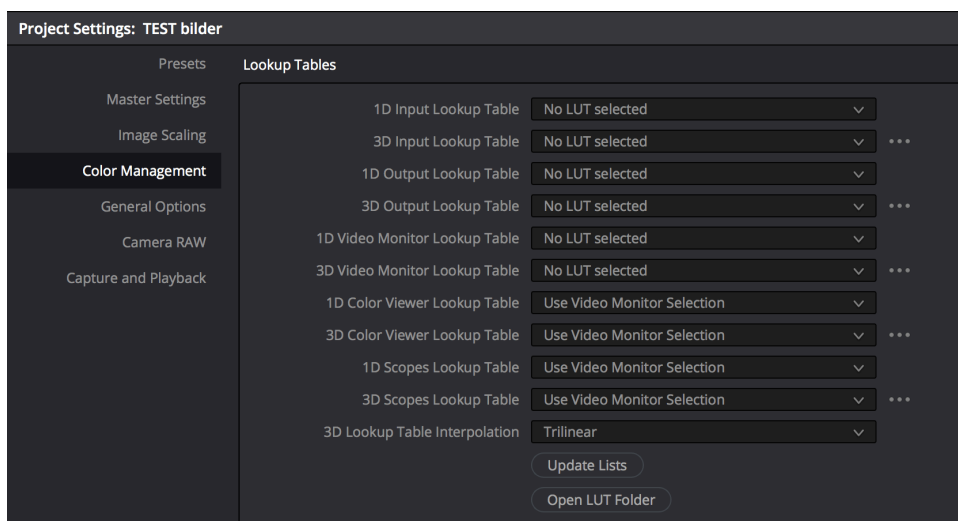 Project Settings: TEST bilder
Presets
Master Settings
Image Scaling
Color Management
General Options
Camera RAW
Capture and Playback
Lookup Tables
1D Input Lookup Table No LUT selected
3D Input Lookup Table No LUT selected
1D Output Lookup Table No LUT selected
3D Output Lookup Table No LUT selected
1D Video Monitor Lookup Table No LUT selected
3D Video Monitor Lookup Table No LUT selected
1D Color Viewer Lookup Table Use Video Monitor Selection
3D Color Viewer Lookup Table Use Video Monitor Selection
1D Scopes Lookup Table Use Video Monitor Selection
3D Scopes Lookup Table Use Video Monitor Selection
3D Lookup Table Interpolation Trilinear
Update Lists
Open LUT Folder